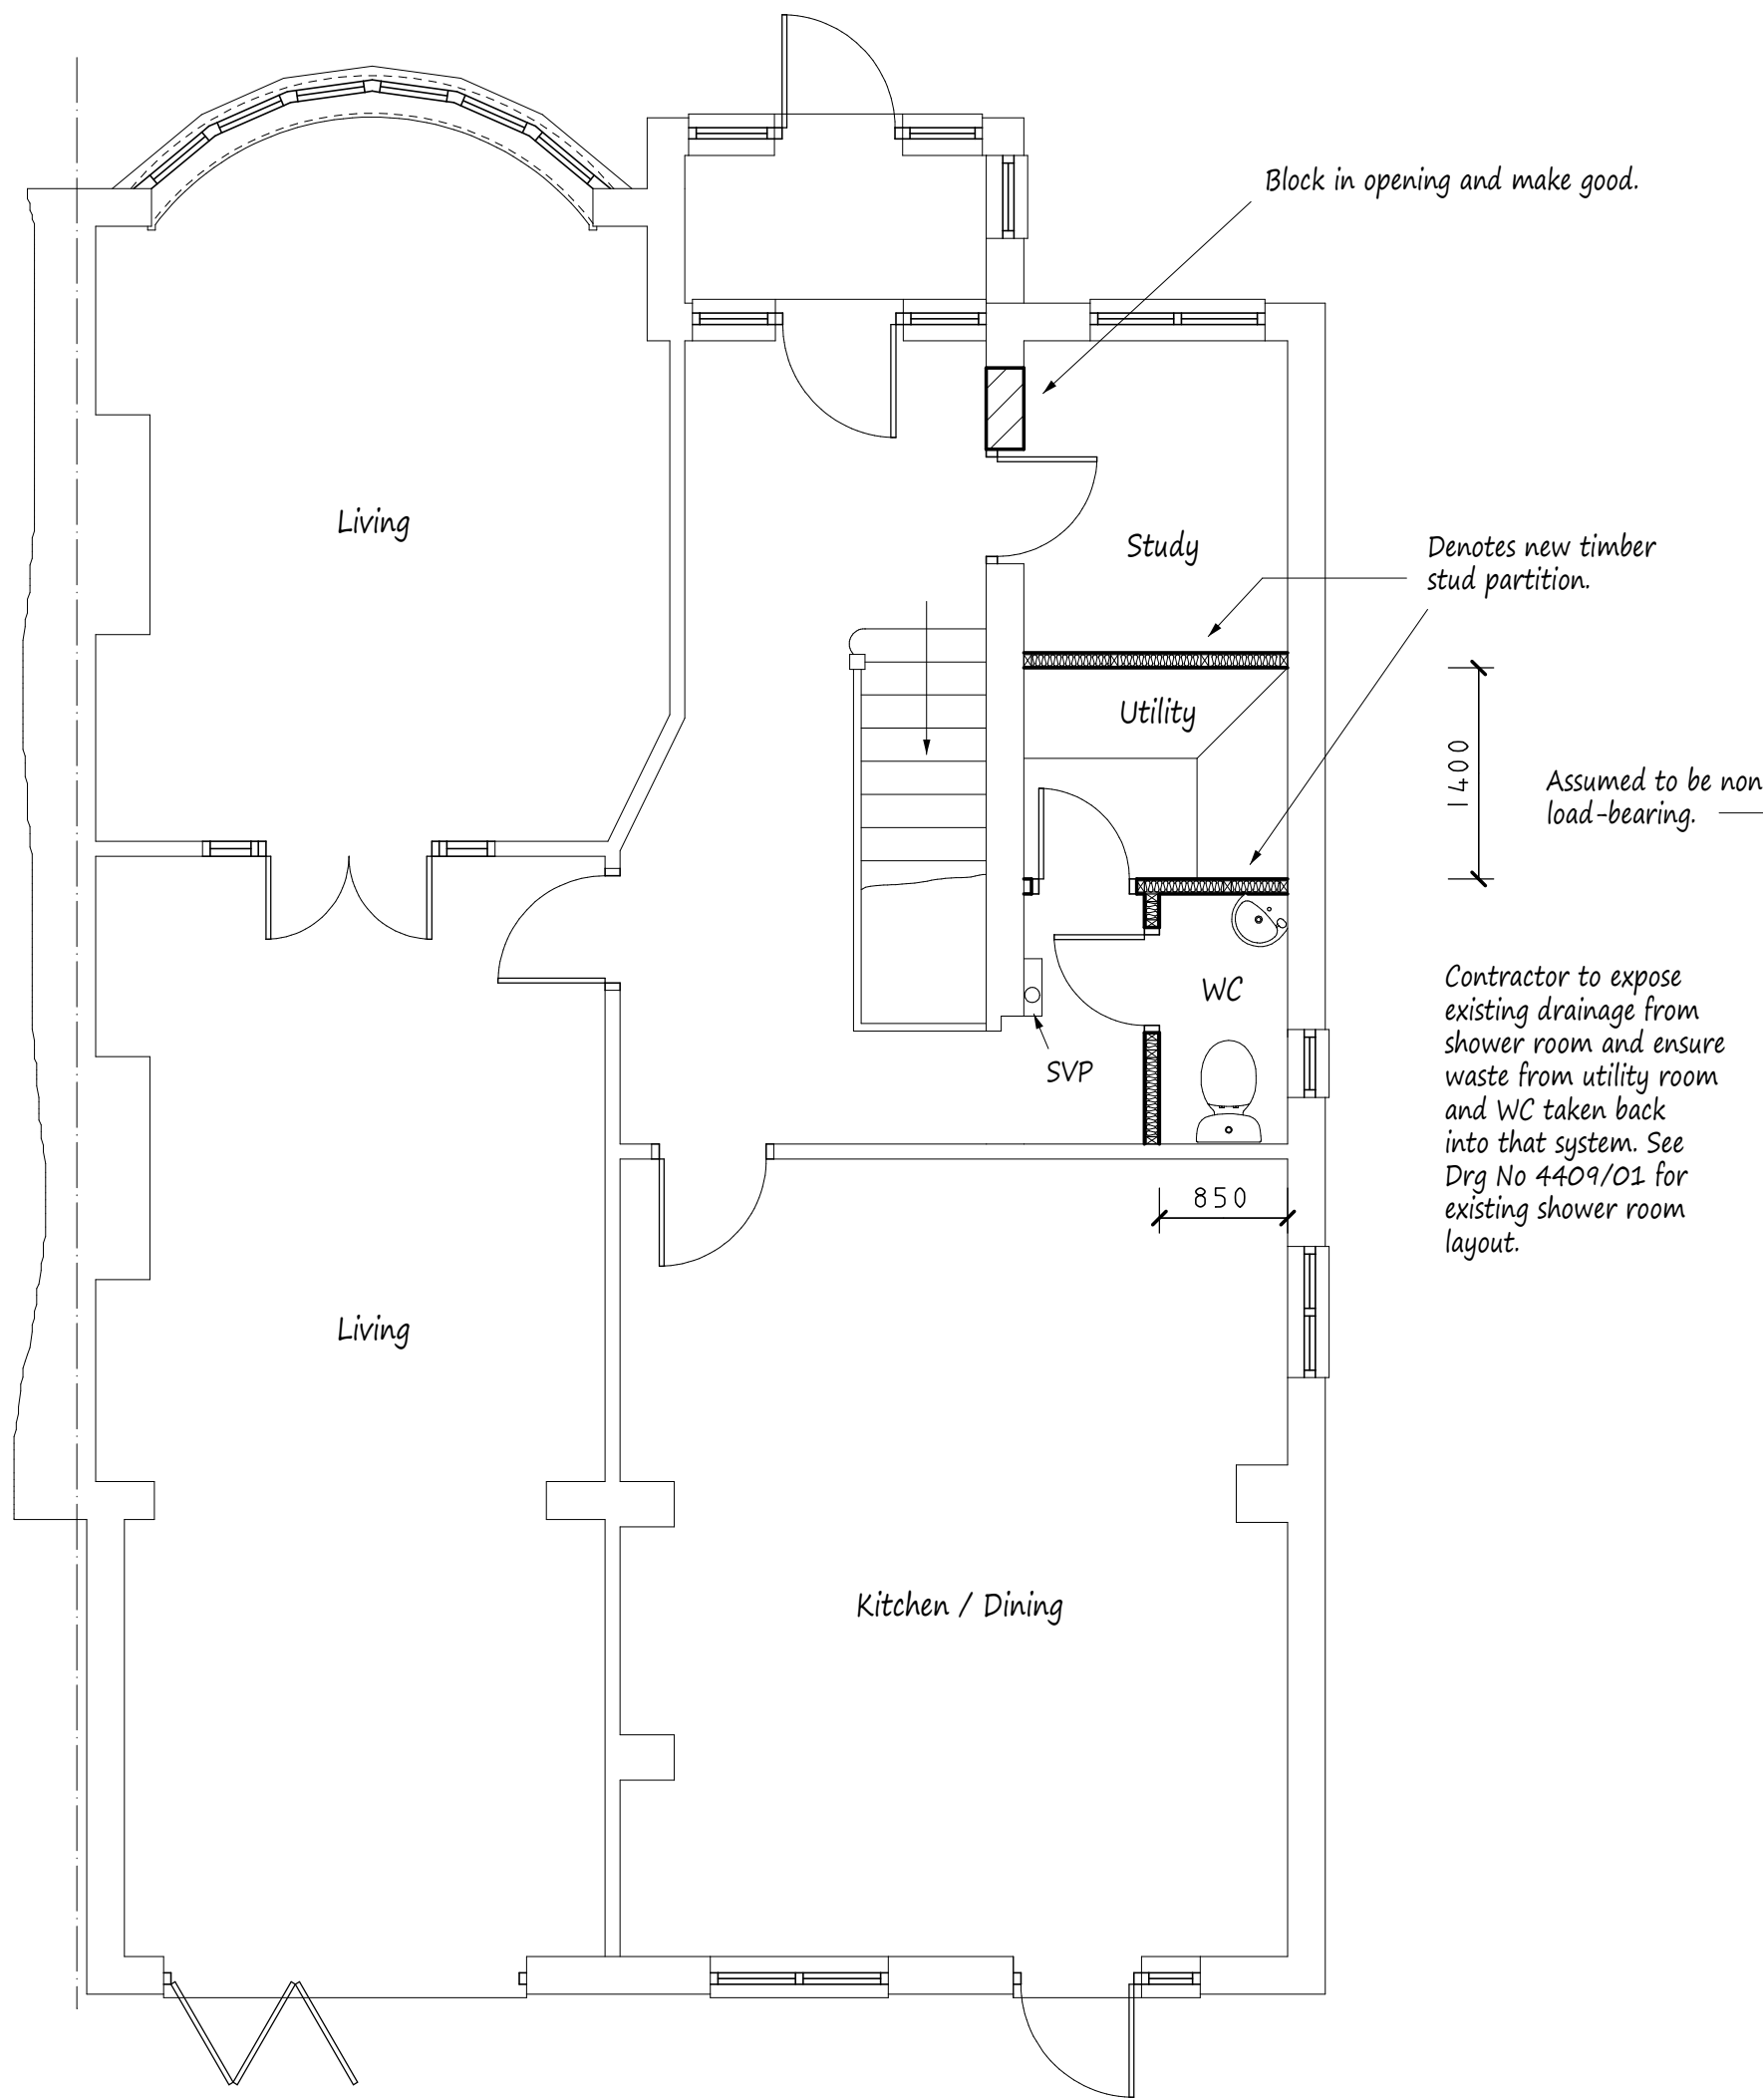 Block in opening and make good.
Living
Study
Denotes new timber
stud partition.
Utility
1400
Assumed to be non
load-bearing.
WC
SVP
Contractor to expose
existing drainage from
shower room and ensure
waste from utility room
and WC taken back
into that system. See
Drg No 4409/01 for
existing shower room
layout.
850
Living
Kitchen / Dining